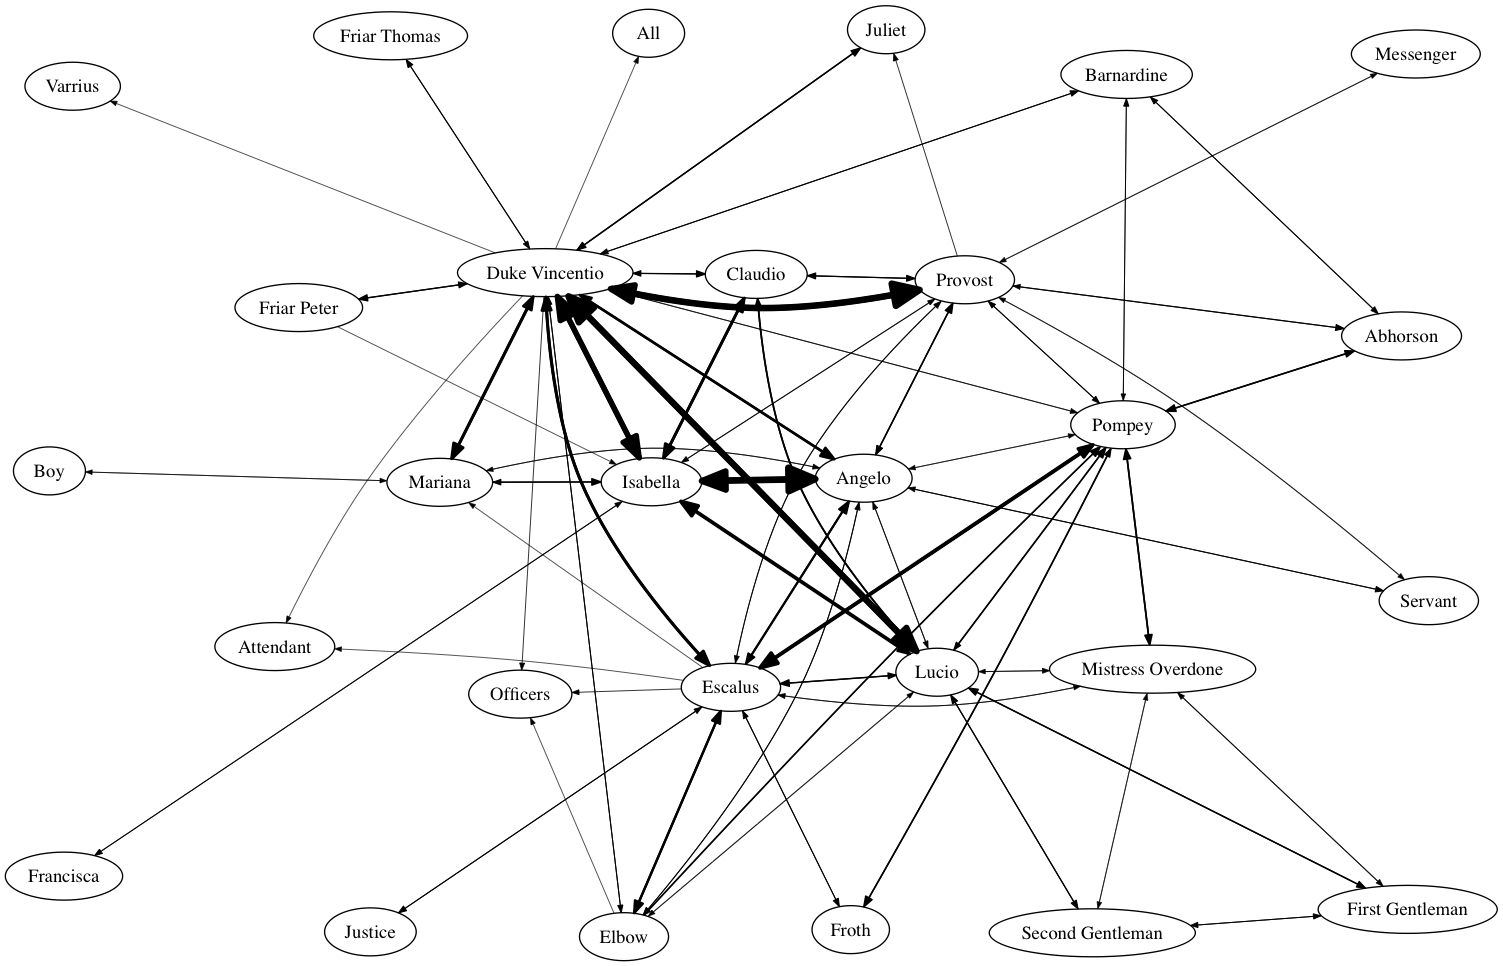 Friar Thomas
All
Juliet
Messenger
Barnardine
Varrius
Duke Vincentio
Claudio
Provost
Friar Peter
Abhorson
Pompey
Boy
Mariana
Isabella
Angelo
Servant
Attendant
Officers
Escalus
Lucio
Mistress Overdone
Francisca
Justice
Elbow
Froth
Second Gentleman
First Gentleman